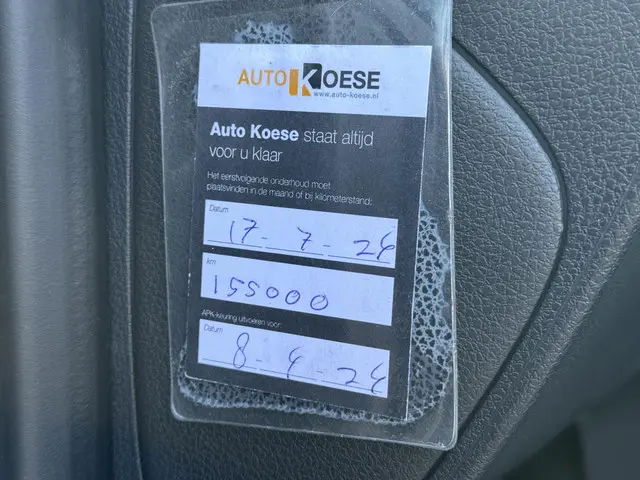 AUTO KOESE
www.auto-koese.nl
Auto Koese staat altijd
voor u klaar
Het eerstvolgende onderhoud moet
plaatsvinden in de maand of bij kilometerstand:
Datum
17-7-24
km
155000
APK-keuring uitvoeren voor:
Datum
8-4-24